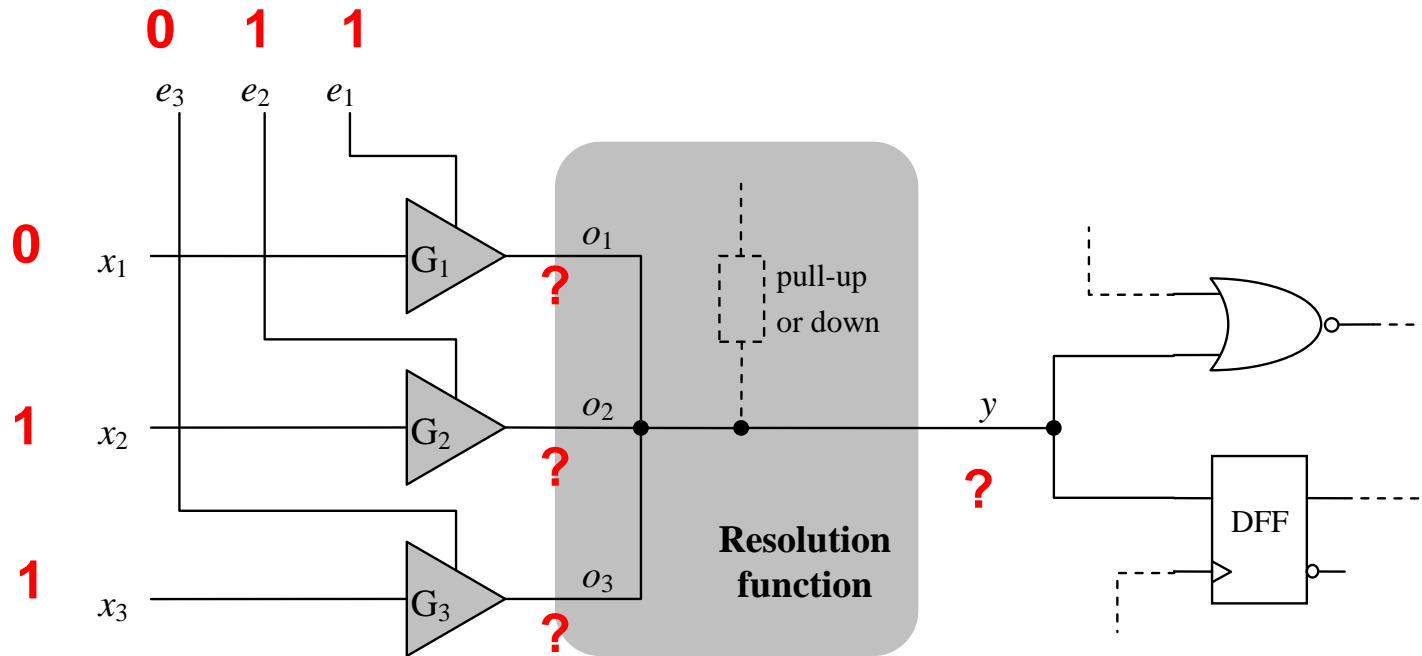 0 1 1
e3 e2 e1
0
x1
G1
o1
?
pull-up
or down
1
x2
G2
o2
?
y
?
1
x3
G3
o3
?
Resolution
function
DFF